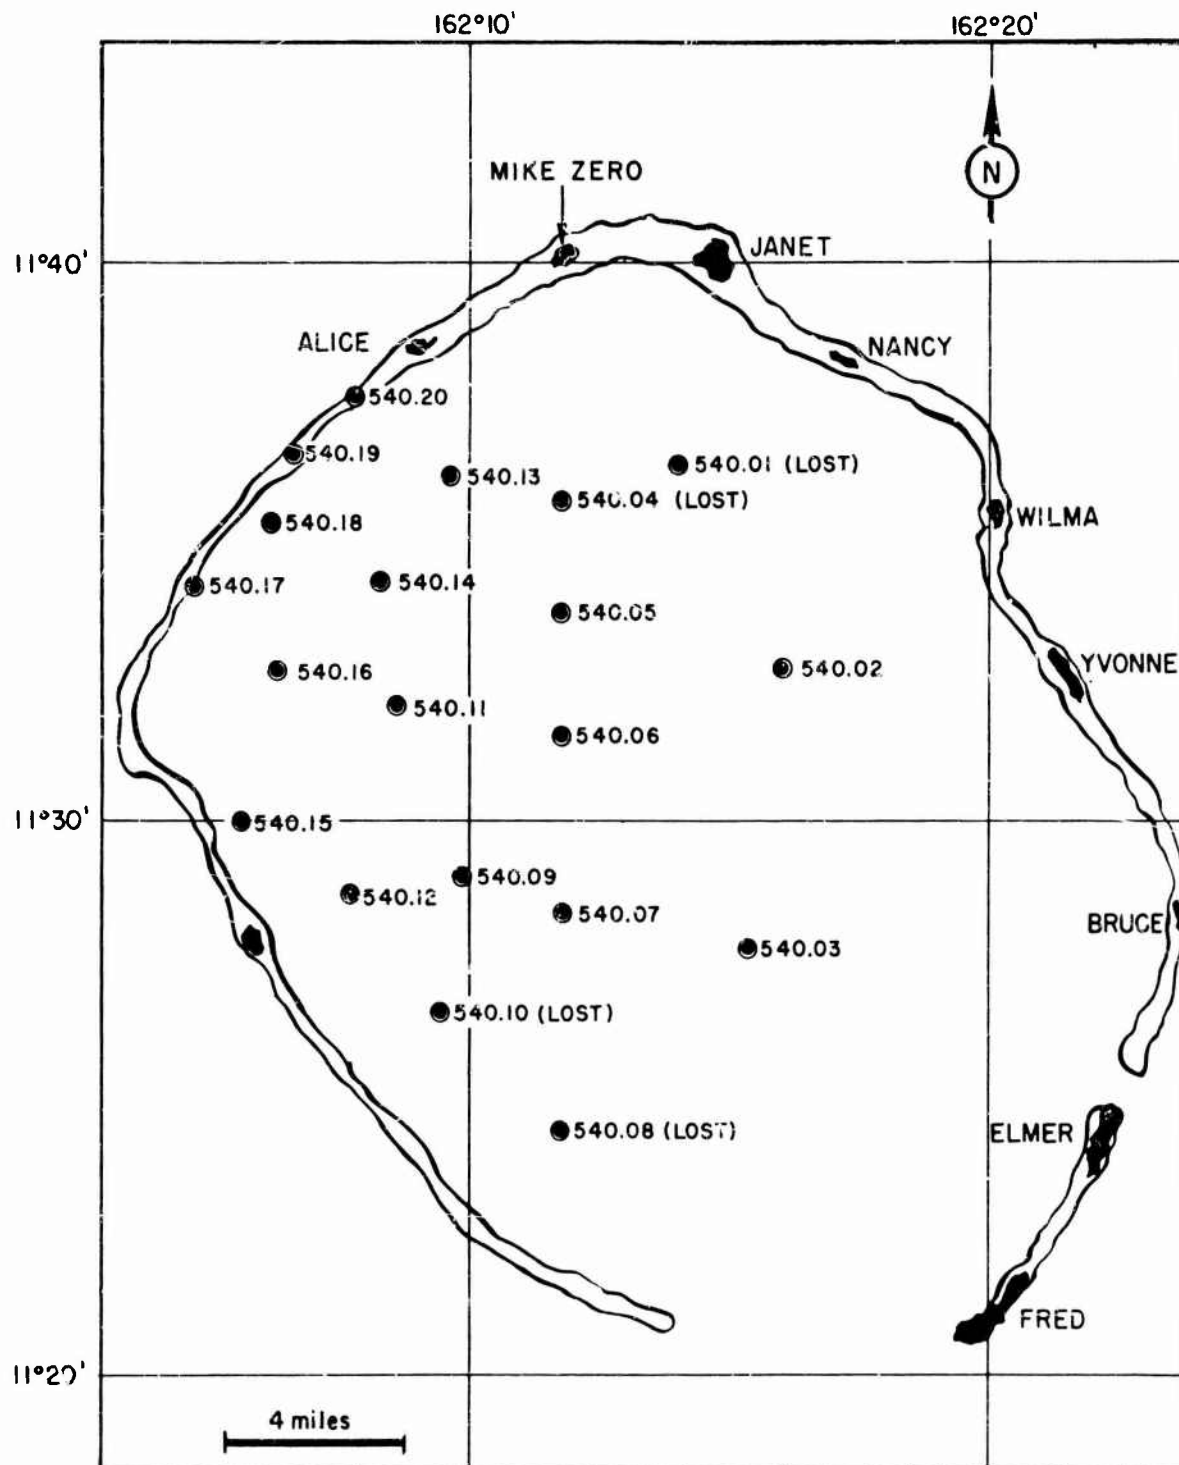 162°10'
162°20'
MIKE ZERO
N
JANET
11°40'
ALICE
NANCY
540.20
540.19
540.13
540.01 (LOST)
540.04 (LOST)
540.18
WILMA
540.17
540.14
540.05
540.16
540.02
YVONNE
540.11
540.06
11°30'
540.15
540.09
540.12
540.07
BRUCE
540.03
540.10 (LOST)
540.08 (LOST)
ELMER
FRED
11°20'
4 miles